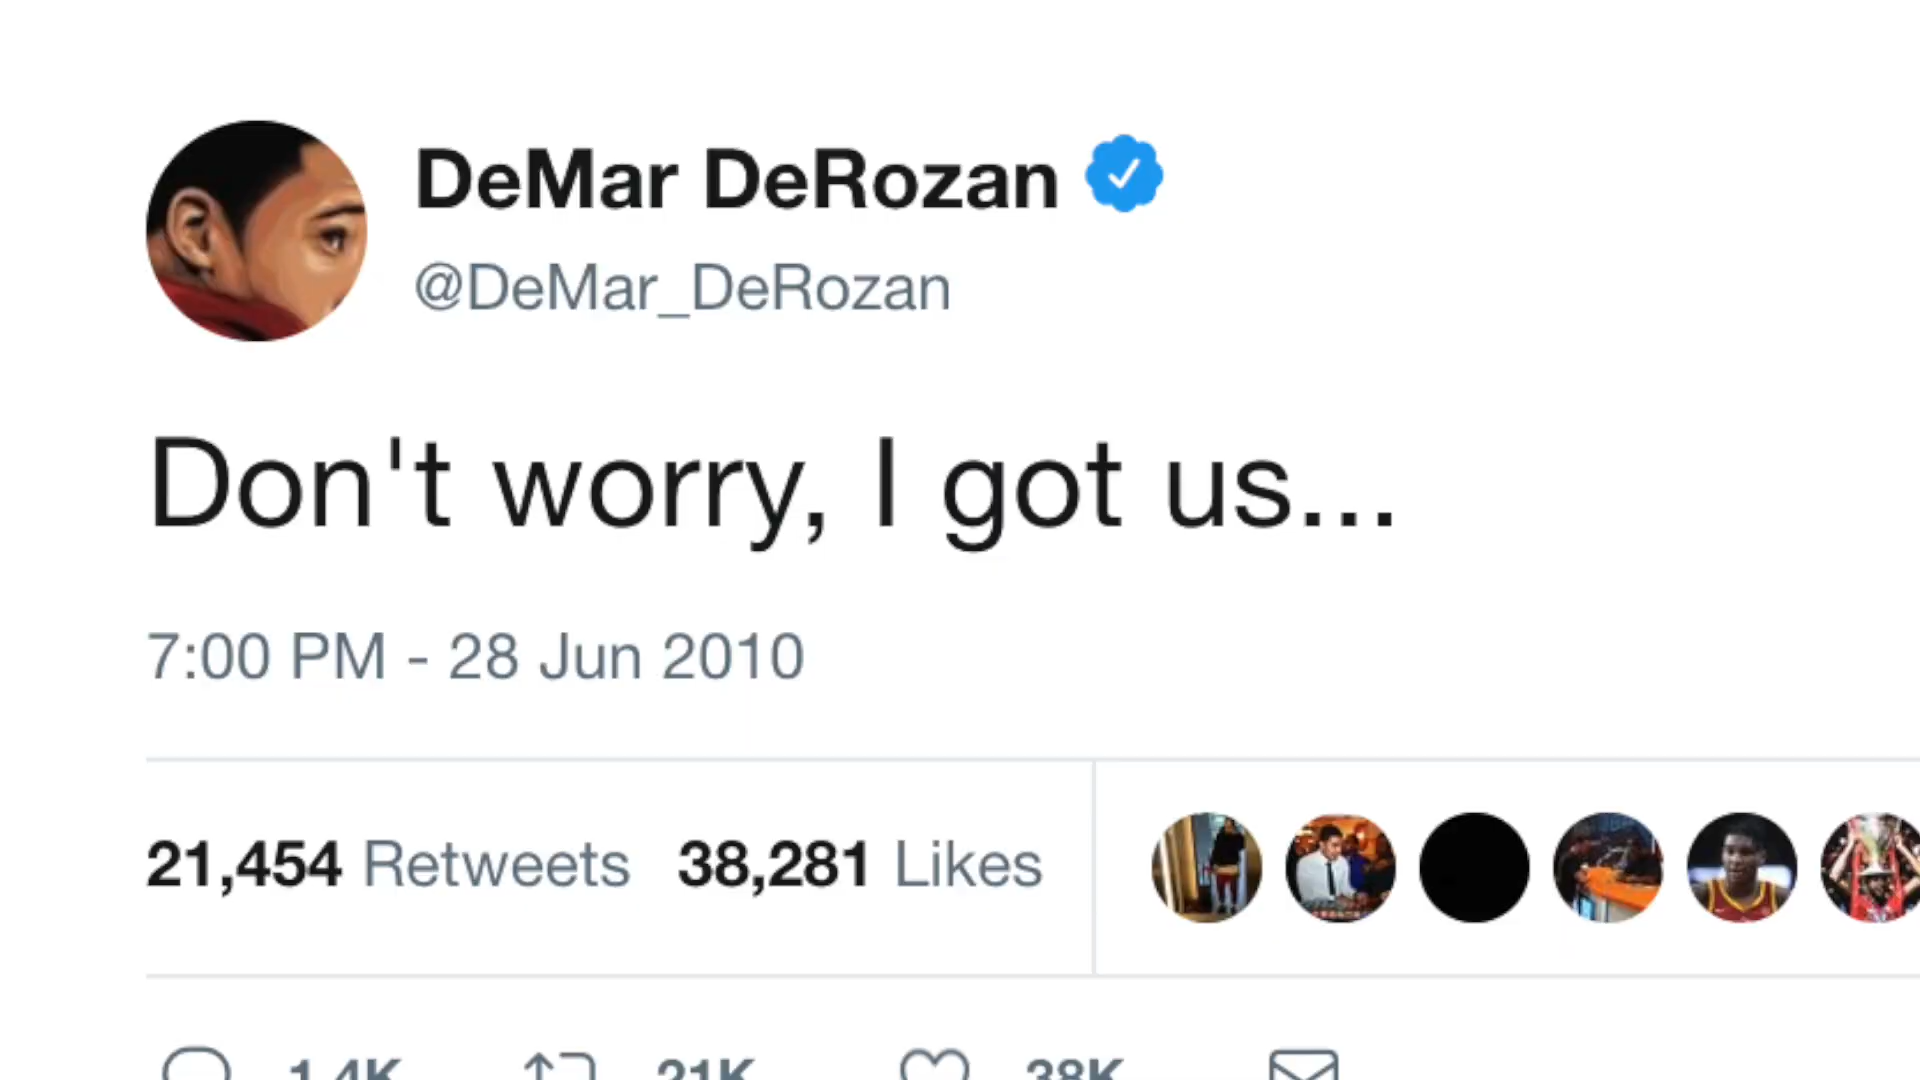 DeMar DeRozan
@DeMar_DeRozan
Don't worry, I got us...
7:00 PM - 28 Jun 2010
21,454 Retweets 38,281 Likes
1.4K 21K 38K